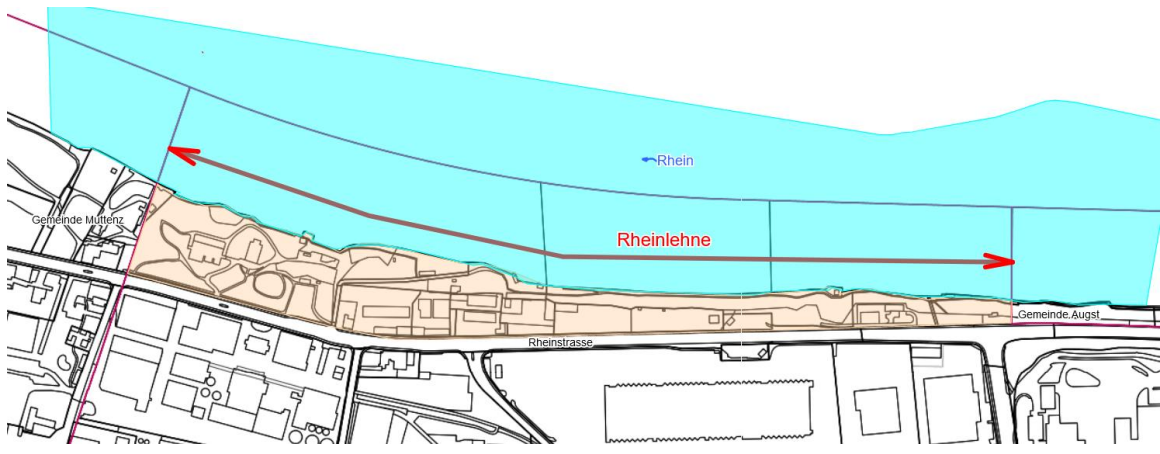 Rhein
Gemeinde Muttenz
Rheinlehne
Gemeinde Augst
Rheinstrasse